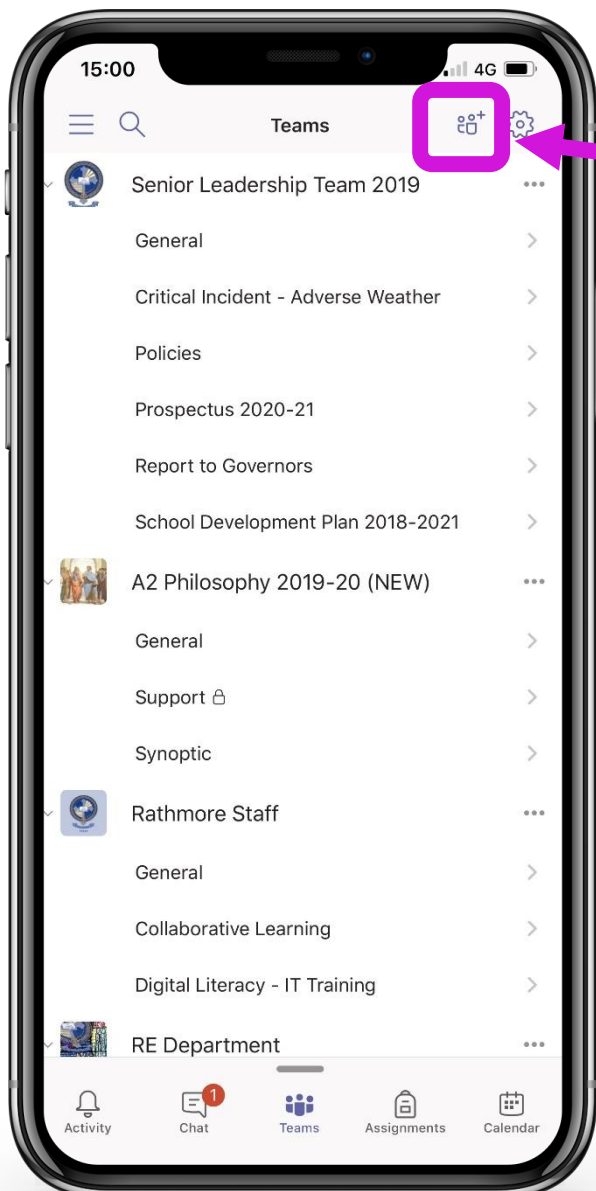 15:00 4G
Teams
Senior Leadership Team 2019
General
Critical Incident - Adverse Weather
Policies
Prospectus 2020-21
Report to Governors
School Development Plan 2018-2021
A2 Philosophy 2019-20 (NEW)
General
Support
Synoptic
Rathmore Staff
General
Collaborative Learning
Digital Literacy - IT Training
RE Department
1
Activity Chat Teams Assignments Calendar